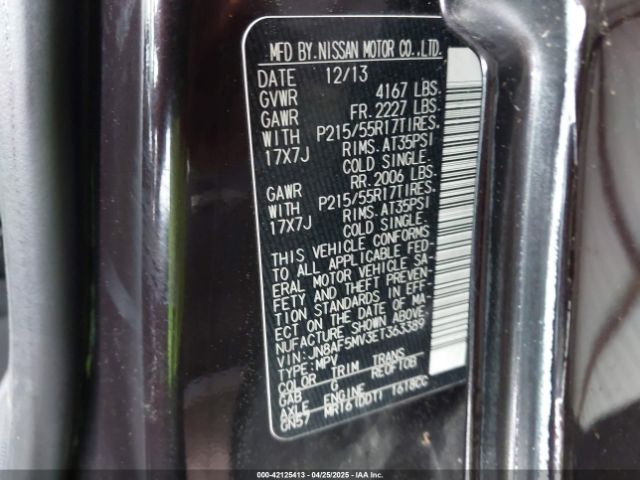 MFD BY NISSAN MOTOR CO.,LTD.
DATE 12/13
GVWR 4167 LBS.
GAWR FR. 2227 LBS.
WITH P215/55R17TIRES.
17X7J RIMS. AT35PSI
COLD SINGLE.
GAWR RR. 2006 LBS.
WITH P215/55R17TIRES.
17X7J RIMS. AT35PSI
COLD SINGLE.
THIS VEHICLE CONFORMS
TO ALL APPLICABLE FED-
ERAL MOTOR VEHICLE SA-
FETY AND THEFT PREVEN-
TION STANDARDS IN EFF-
ECT ON THE DATE OF MA-
NUFACTURE SHOWN ABOVE.
VIN: JN8AF5MV3ET363389
TYPE: MPV
COLOR TRIM TRANS
GAB G RE0F10B
AXLE ENGINE
GN57 MR16(DDT) 1618CC
000-42125413 04/25/2025 IAAI.COM